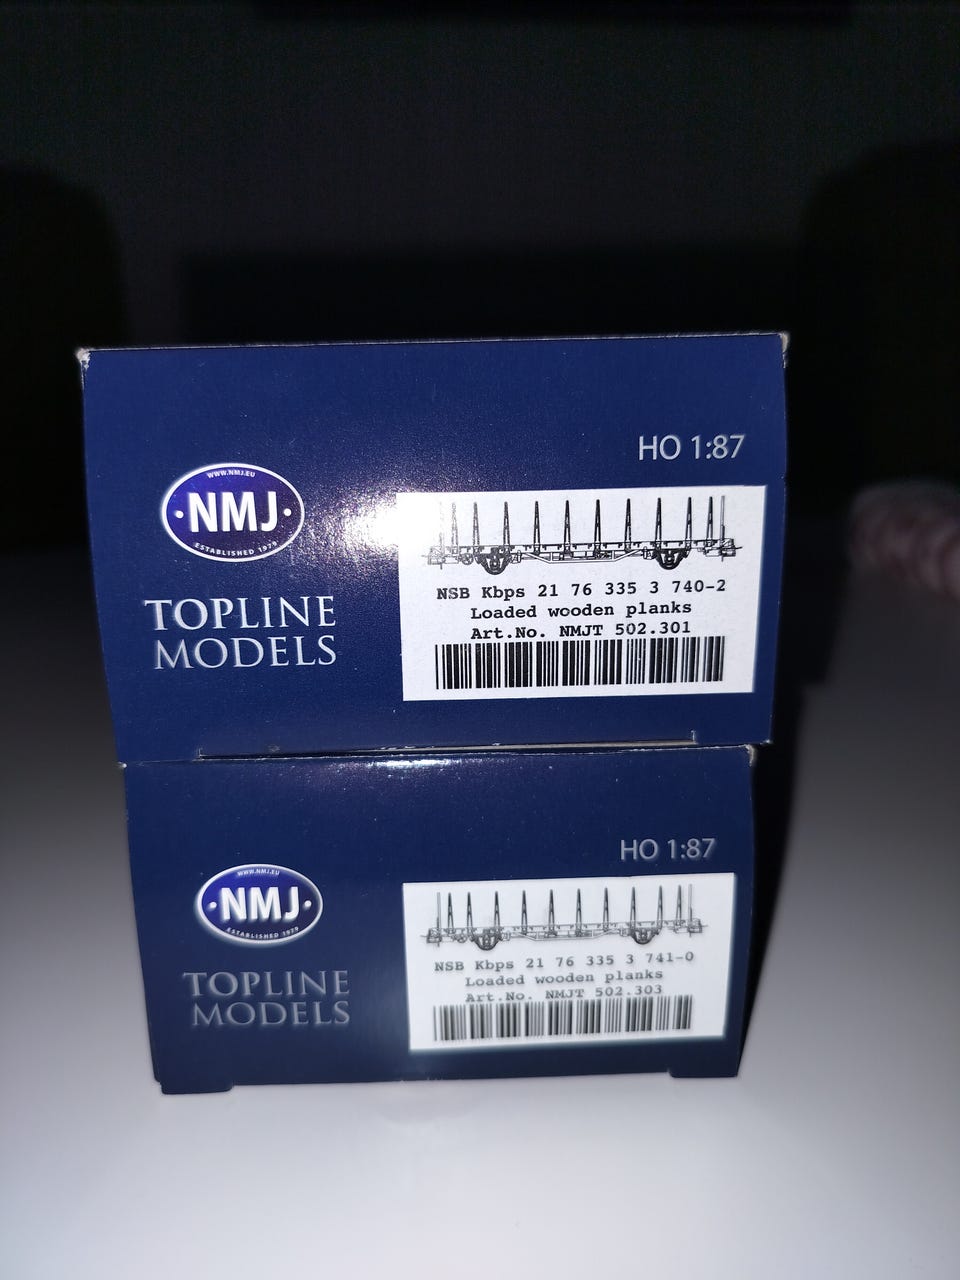 HO 1:87
WWW.NMJ.EU
NMJ
ESTABLISHED 1979
TOPLINE
MODELS
NSB Kbps 21 76 335 3 740-2
Loaded wooden planks
Art.No. NMJT 502.301
HO 1:87
WWW.NMJ.EU
NMJ
ESTABLISHED 1979
TOPLINE
MODELS
NSB Kbps 21 76 335 3 741-0
Loaded wooden planks
Art.No. NMJT 502.303